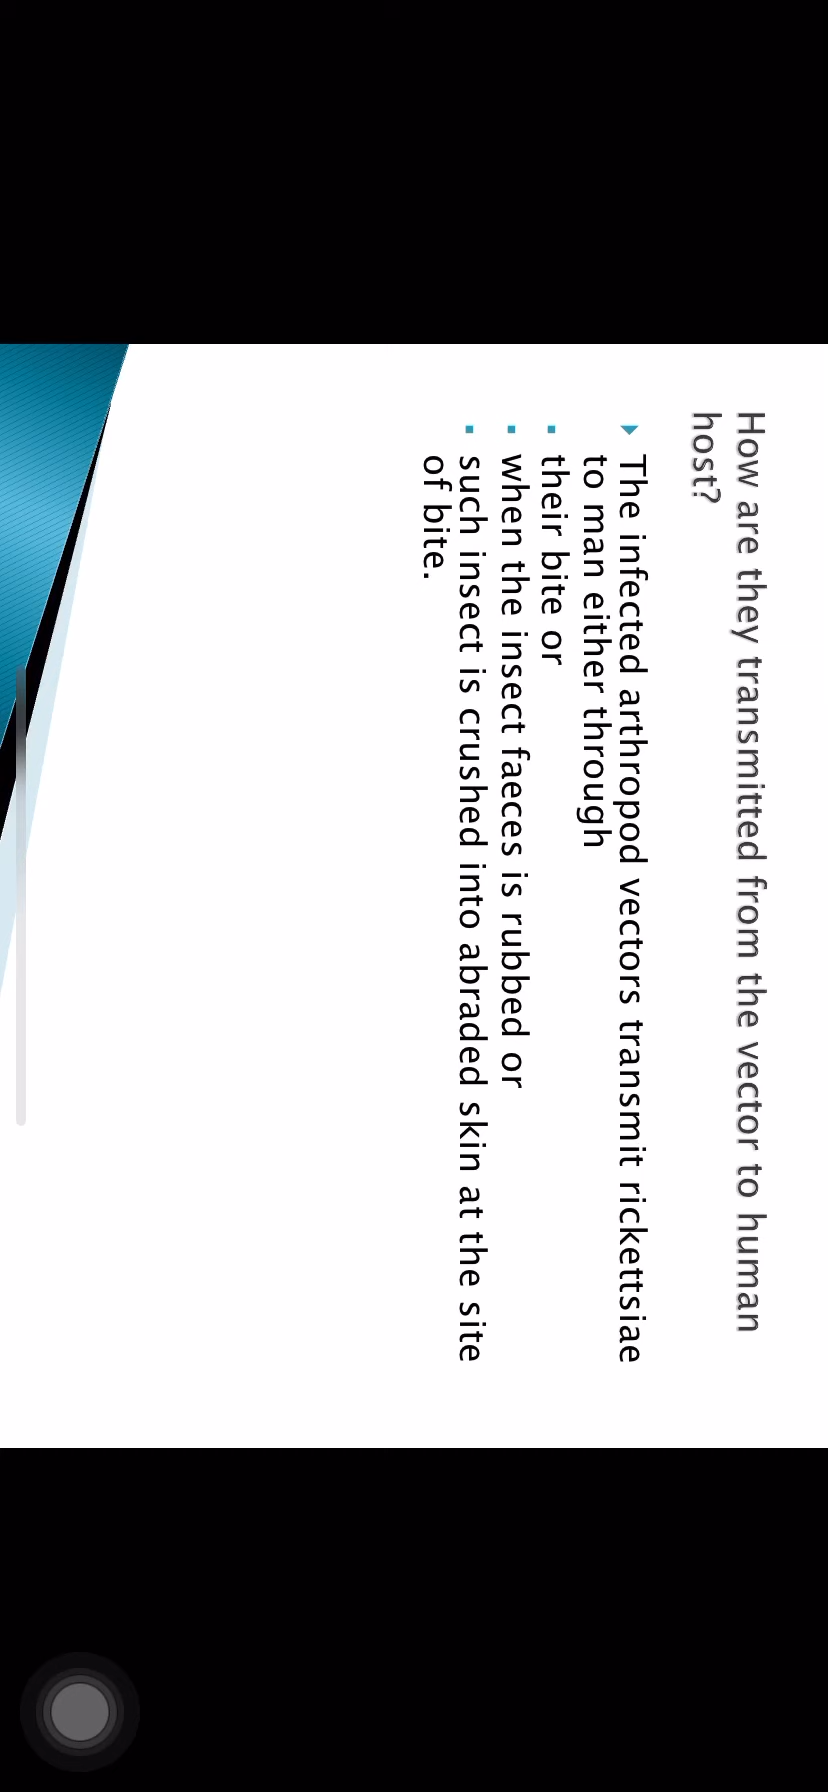 How are they transmitted from the vector to human
host?
The infected arthropod vectors transmit rickettsiae
to man either through
their bite or
when the insect faeces is rubbed or
such insect is crushed into abraded skin at the site
of bite.